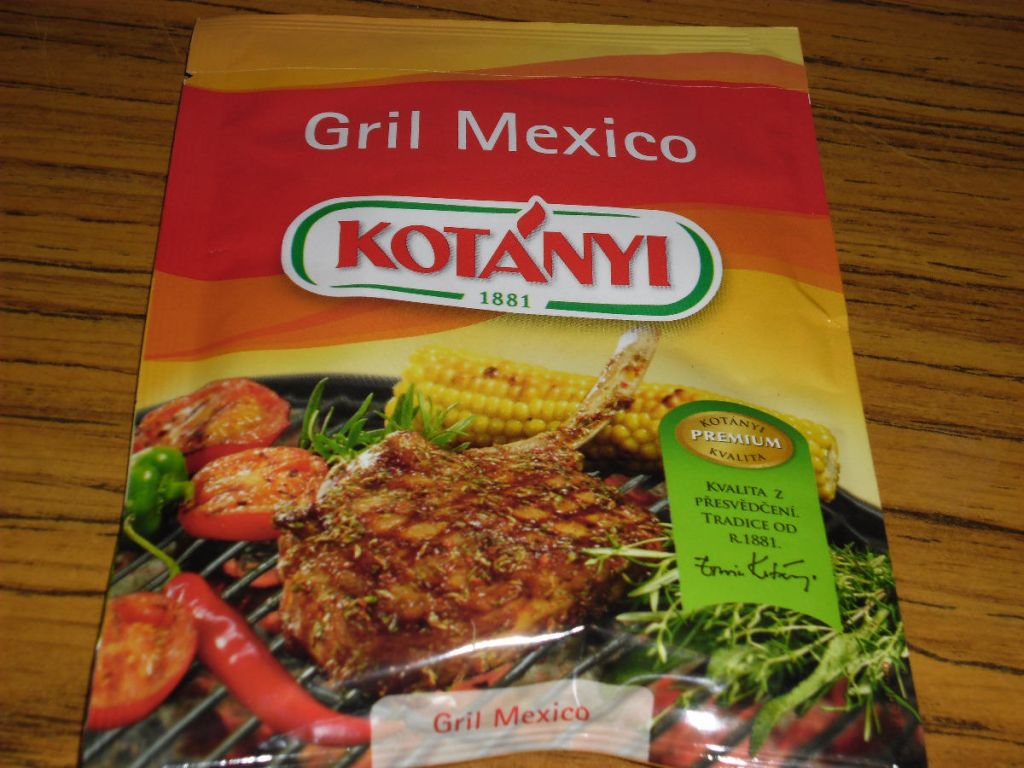 Gril Mexico
KOTÁNYI
1881
KOTÁNYI
PREMIUM
KVALITA
KVALITA Z
PŘESVĚDČENÍ.
TRADICE OD
R.1881.
Gril Mexico